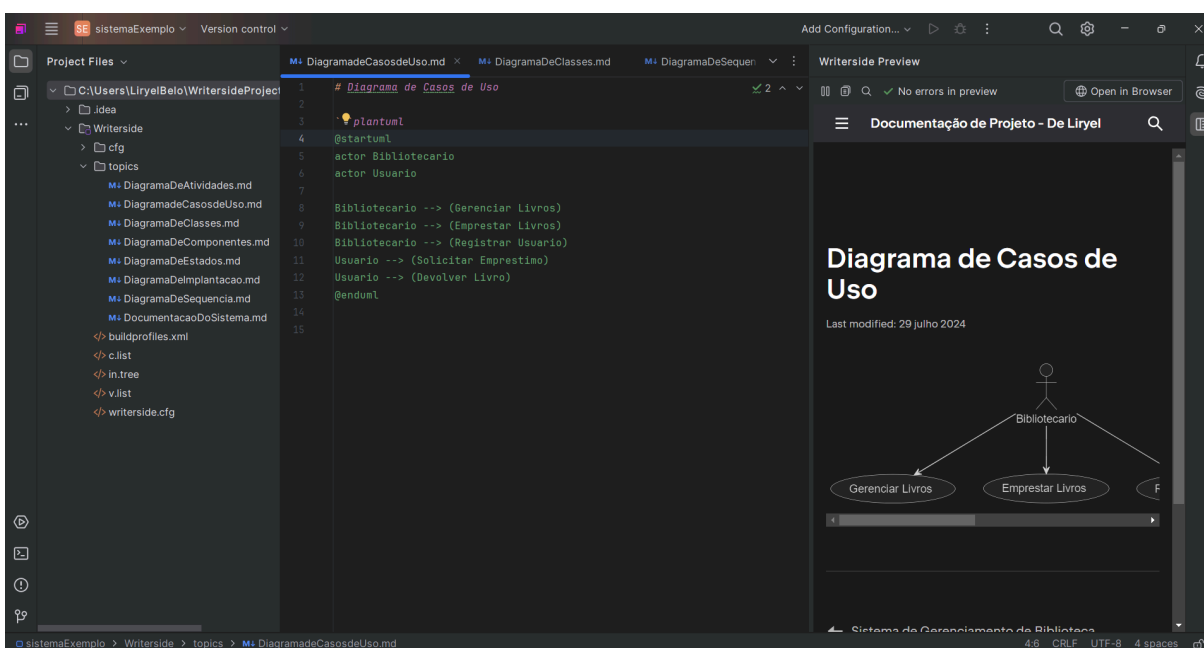 SE sistemaExemplo Version control Add Configuration...
Project Files
C:\Users\LiryelBelo\WritersideProject
.idea
Writerside
cfg
topics
DiagramaDeAtividades.md
DiagramadeCasosdeUso.md
DiagramaDeClasses.md
DiagramaDeComponentes.md
DiagramaDeEstados.md
DiagramaDeImplantacao.md
DiagramaDeSequencia.md
DocumentacaoDoSistema.md
buildprofiles.xml
c.list
in.tree
v.list
writerside.cfg
DiagramadeCasosdeUso.md DiagramaDeClasses.md DiagramaDeSequen
2
1 # Diagrama de Casos de Uso
2
3 ` plantuml
4 @startuml
5 actor Bibliotecario
6 actor Usuario
7
8 Bibliotecario --> (Gerenciar Livros)
9 Bibliotecario --> (Emprestar Livros)
10 Bibliotecario --> (Registrar Usuario)
11 Usuario --> (Solicitar Emprestimo)
12 Usuario --> (Devolver Livro)
13 @enduml
14
15
Writerside Preview
No errors in preview Open in Browser
Documentação de Projeto - De Liryel
Diagrama de Casos de
Uso
Last modified: 29 julho 2024
Bibliotecario
Gerenciar Livros Emprestar Livros
Sistema de Gerenciamento de Biblioteca
sistemaExemplo > Writerside > topics > DiagramadeCasosdeUso.md 4:6 CRLF UTF-8 4 spaces